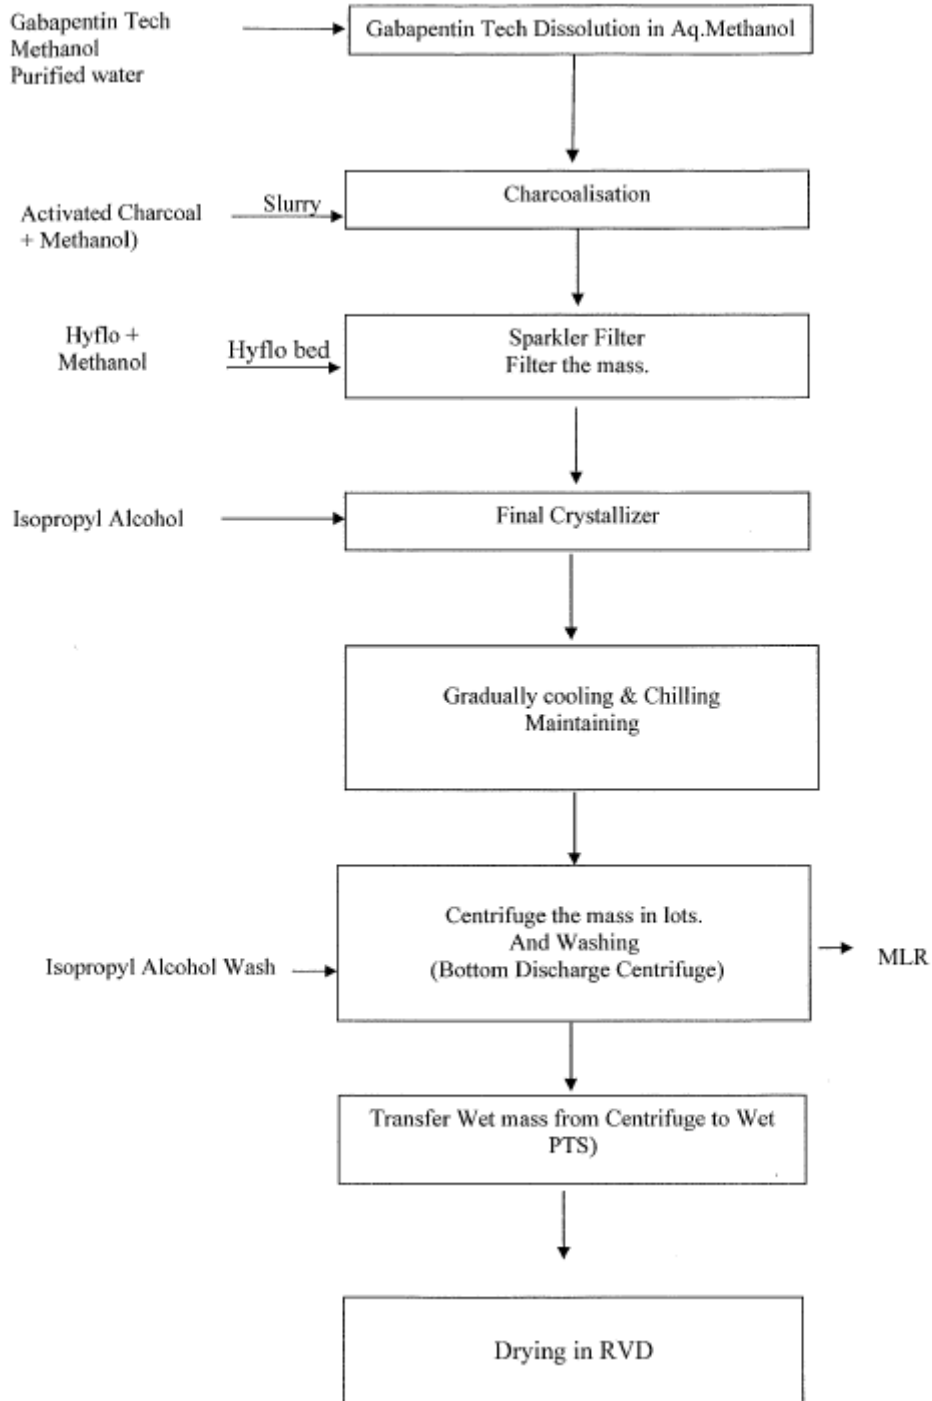 Gabapentin Tech
Methanol
Purified water
Gabapentin Tech Dissolution in Aq.Methanol
Activated Charcoal
+ Methanol)
Slurry
Charcoalisation
Hyflo +
Methanol
Hyflo bed
Sparkler Filter
Filter the mass.
Isopropyl Alcohol
Final Crystallizer
Gradually cooling & Chilling
Maintaining
Isopropyl Alcohol Wash
Centrifuge the mass in lots.
And Washing
(Bottom Discharge Centrifuge)
MLR
Transfer Wet mass from Centrifuge to Wet
PTS)
Drying in RVD